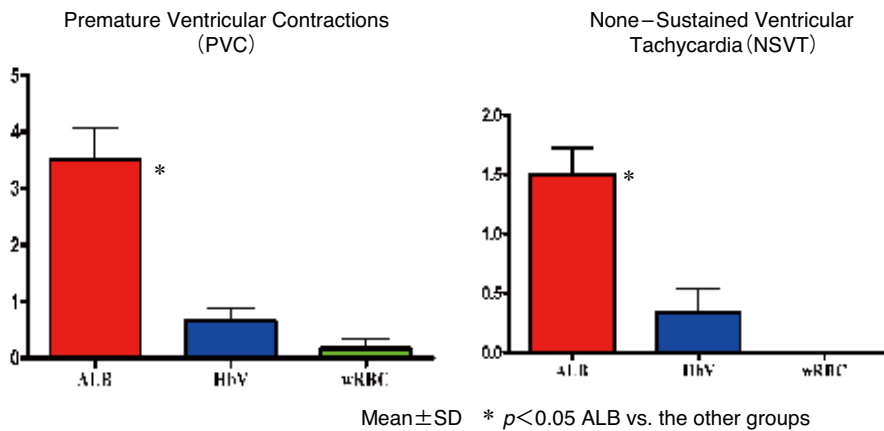 Premature Ventricular Contractions
(PVC)
5
4
3
2
1
0
*
ALB
HbV
wRBC
None-Sustained Ventricular
Tachycardia (NSVT)
2.0
1.5
1.0
0.5
0.0
*
ALB
HbV
wRBC
Mean±SD * p<0.05 ALB vs. the other groups